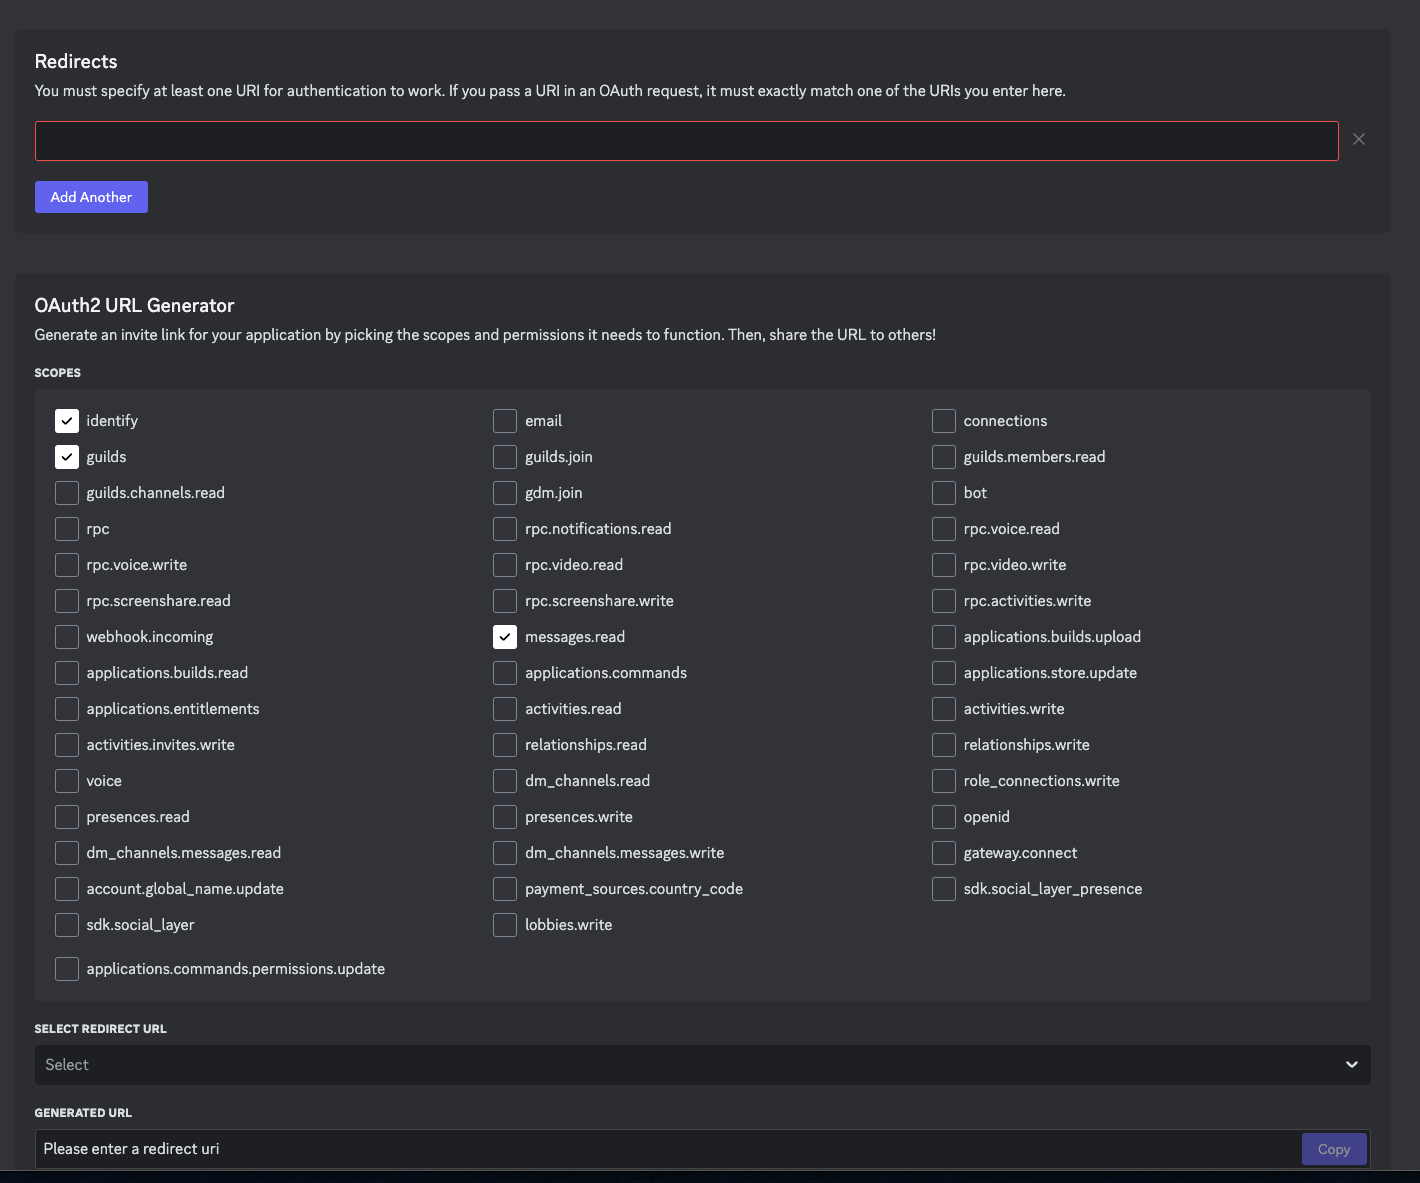 Redirects
You must specify at least one URI for authentication to work. If you pass a URI in an OAuth request, it must exactly match one of the URIs you enter here.
Add Another
OAuth2 URL Generator
Generate an invite link for your application by picking the scopes and permissions it needs to function. Then, share the URL to others!
SCOPES
identify email connections
guilds guilds.join guilds.members.read
guilds.channels.read gdm.join bot
rpc rpc.notifications.read rpc.voice.read
rpc.voice.write rpc.video.read rpc.video.write
rpc.screenshare.read rpc.screenshare.write rpc.activities.write
webhook.incoming messages.read applications.builds.upload
applications.builds.read applications.commands applications.store.update
applications.entitlements activities.read activities.write
activities.invites.write relationships.read relationships.write
voice dm_channels.read role_connections.write
presences.read presences.write openid
dm_channels.messages.read dm_channels.messages.write gateway.connect
account.global_name.update payment_sources.country_code sdk.social_layer_presence
sdk.social_layer lobbies.write
applications.commands.permissions.update
SELECT REDIRECT URL
Select
GENERATED URL
Please enter a redirect uri Copy